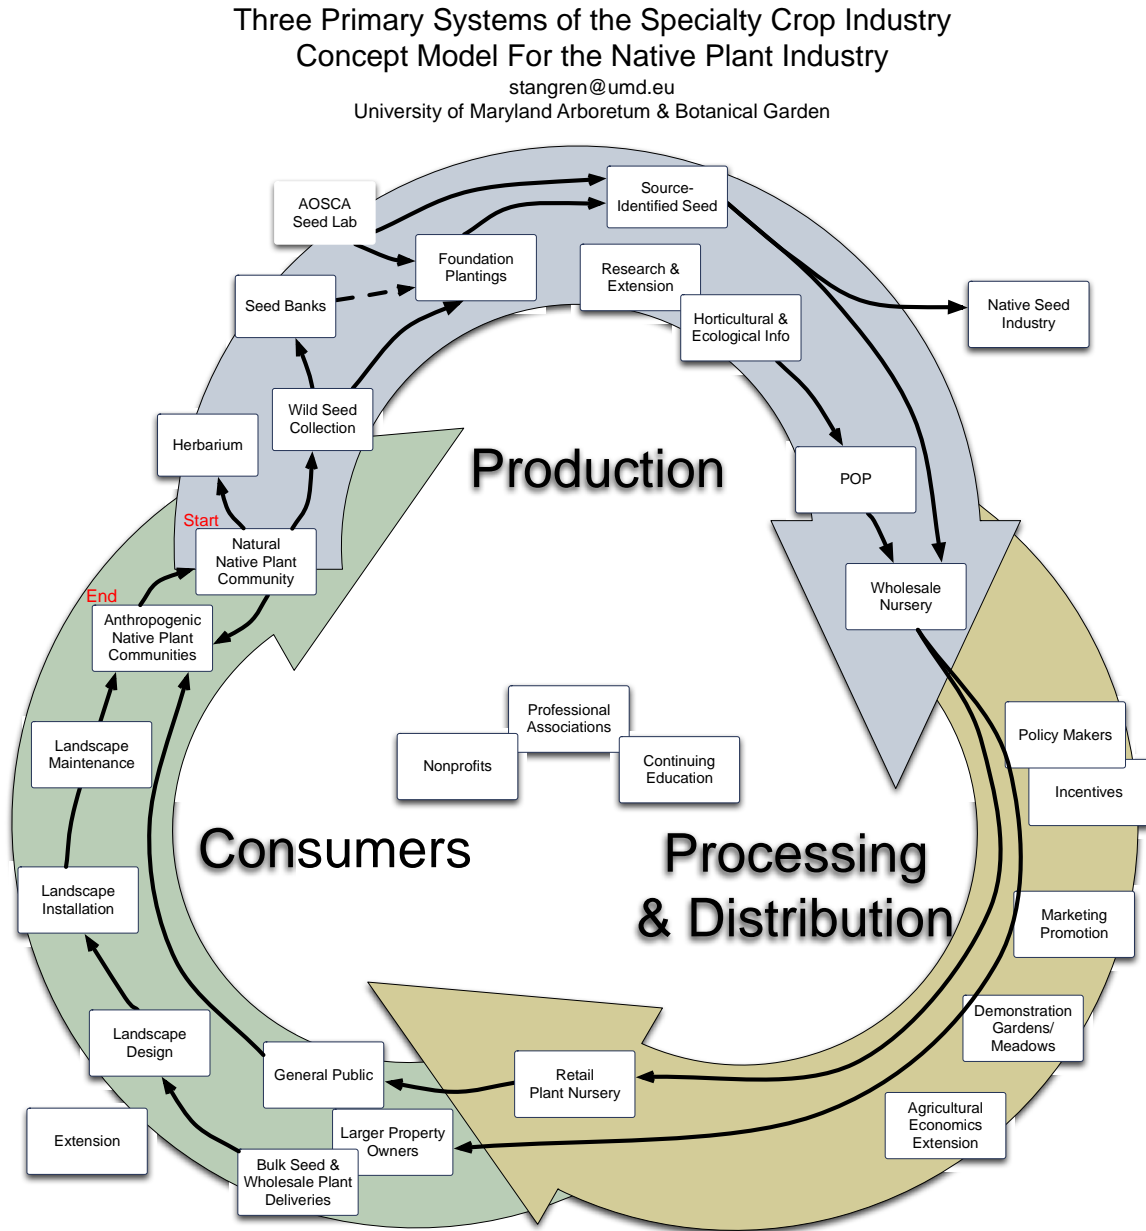 Three Primary Systems of the Specialty Crop Industry
Concept Model For the Native Plant Industry
stangren@umd.eu
University of Maryland Arboretum & Botanical Garden
AOSCA
Seed Lab
Source-
Identified Seed
Foundation
Plantings
Research &
Extension
Seed Banks
Horticultural &
Ecological Info
Native Seed
Industry
Wild Seed
Collection
Herbarium
Production
POP
Start
Natural
Native Plant
Community
Wholesale
Nursery
End
Anthropogenic
Native Plant
Communities
Professional
Associations
Nonprofits
Continuing
Education
Policy Makers
Incentives
Landscape
Maintenance
Consumers
Processing
& Distribution
Landscape
Installation
Marketing
Promotion
Demonstration
Gardens/
Meadows
Landscape
Design
General Public
Retail
Plant Nursery
Agricultural
Economics
Extension
Extension
Larger Property
Owners
Bulk Seed &
Wholesale Plant
Deliveries